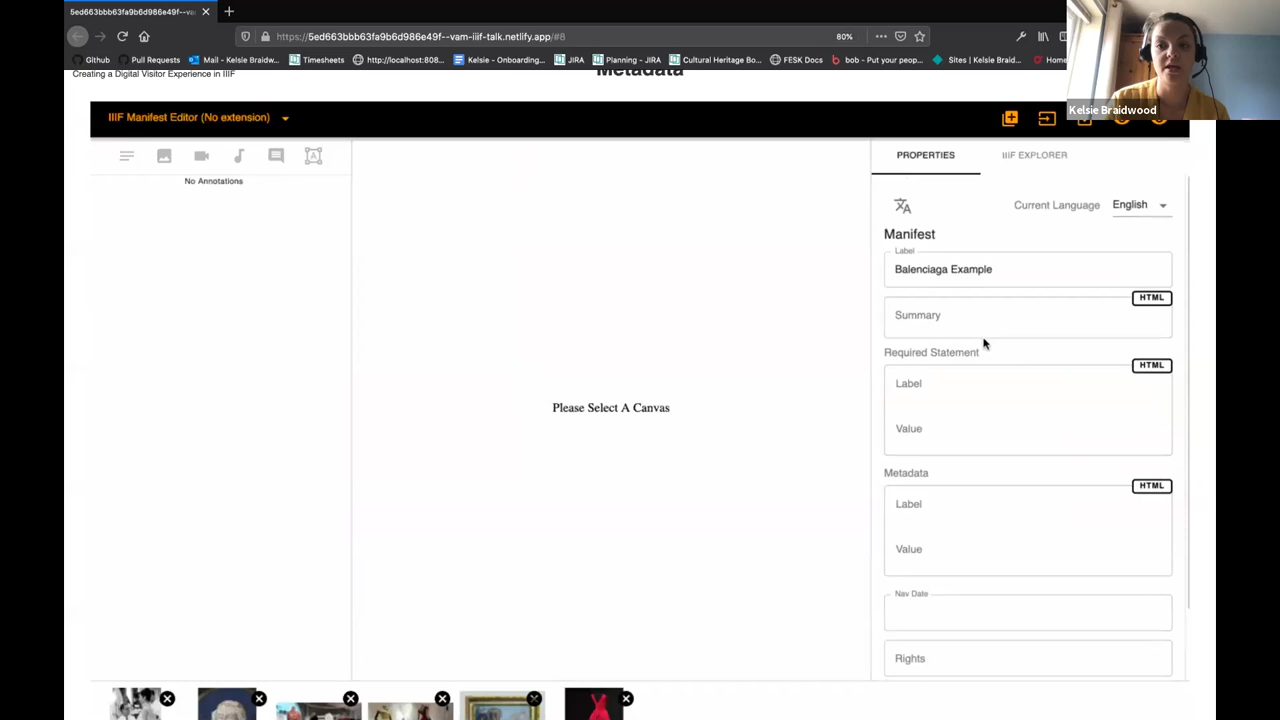 5ed663bbb63fa9b6d986e49f--va
https://5ed663bbb63fa9b6d986e49f--vam-iiif-talk.netlify.app/#8
80%
Github
Pull Requests
Mail - Kelsie Braidw...
Timesheets
http://localhost:808...
Kelsie - Onboarding...
JIRA
Planning - JIRA
Cultural Heritage Bo...
FESK Docs
bob - Put your peop...
Sites | Kelsie Braid...
Home
Kelsie Braidwood
Creating a Digital Visitor Experience in IIIF
Metadata
IIIF Manifest Editor (No extension)
No Annotations
Please Select A Canvas
PROPERTIES
IIIF EXPLORER
Current Language
English
Manifest
Label
Balenciaga Example
HTML
Summary
Required Statement
HTML
Label
Value
Metadata
HTML
Label
Value
Nav Date
Rights